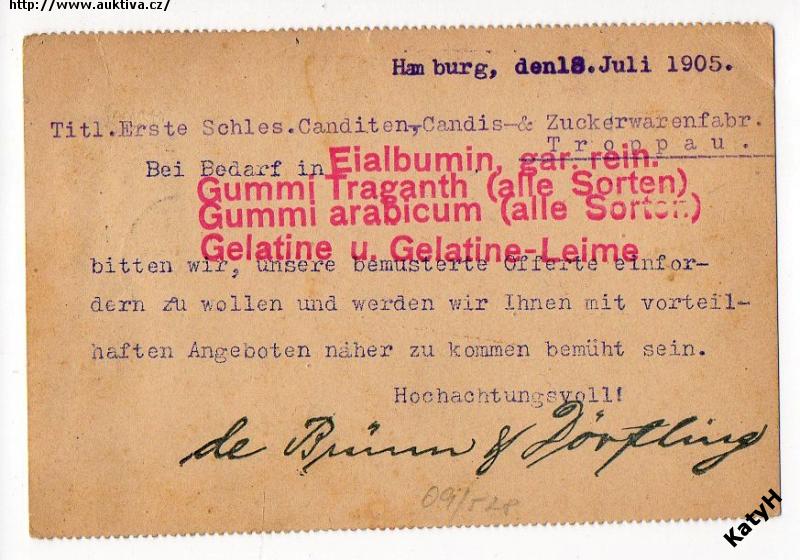 http://www.auktiva.cz/
Hamburg, den 18. Juli 1905.
Titl. Erste Schles. Canditen-, Candis- & Zuckerwarenfabr.
Troppau.
Bei Bedarf in Eialbumin, gar. rein.
Gummi Traganth (alle Sorten)
Gummi arabicum (alle Sorten)
Gelatine u. Gelatine-Leime
bitten wir, unsere bemusterte Offerte einfor-
dern zu wollen und werden wir Ihnen mit vorteil-
haften Angeboten näher zu kommen bemüht sein.
Hochachtungsvoll!
de Brünn & Dörfling
09/528
KatyH